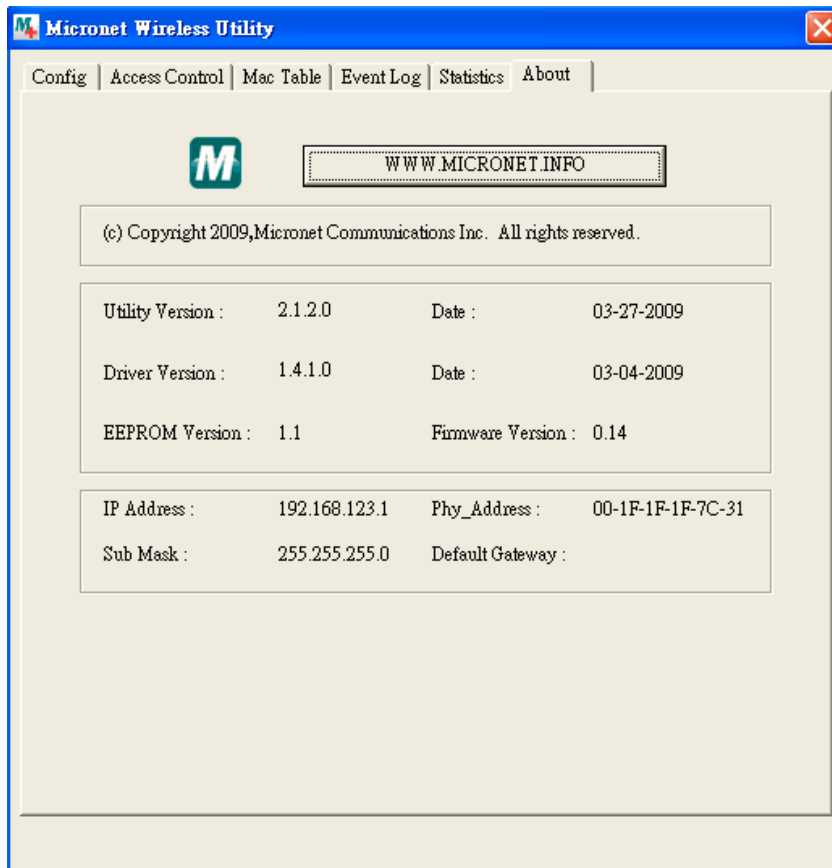 Micronet Wireless Utility
Config Access Control Mac Table Event Log Statistics About
M WWW.MICRONET.INFO
(c) Copyright 2009,Micronet Communications Inc. All rights reserved.
Utility Version : 2.1.2.0 Date : 03-27-2009
Driver Version : 1.4.1.0 Date : 03-04-2009
EEPROM Version : 1.1 Firmware Version : 0.14
IP Address : 192.168.123.1 Phy_Address : 00-1F-1F-1F-7C-31
Sub Mask : 255.255.255.0 Default Gateway :